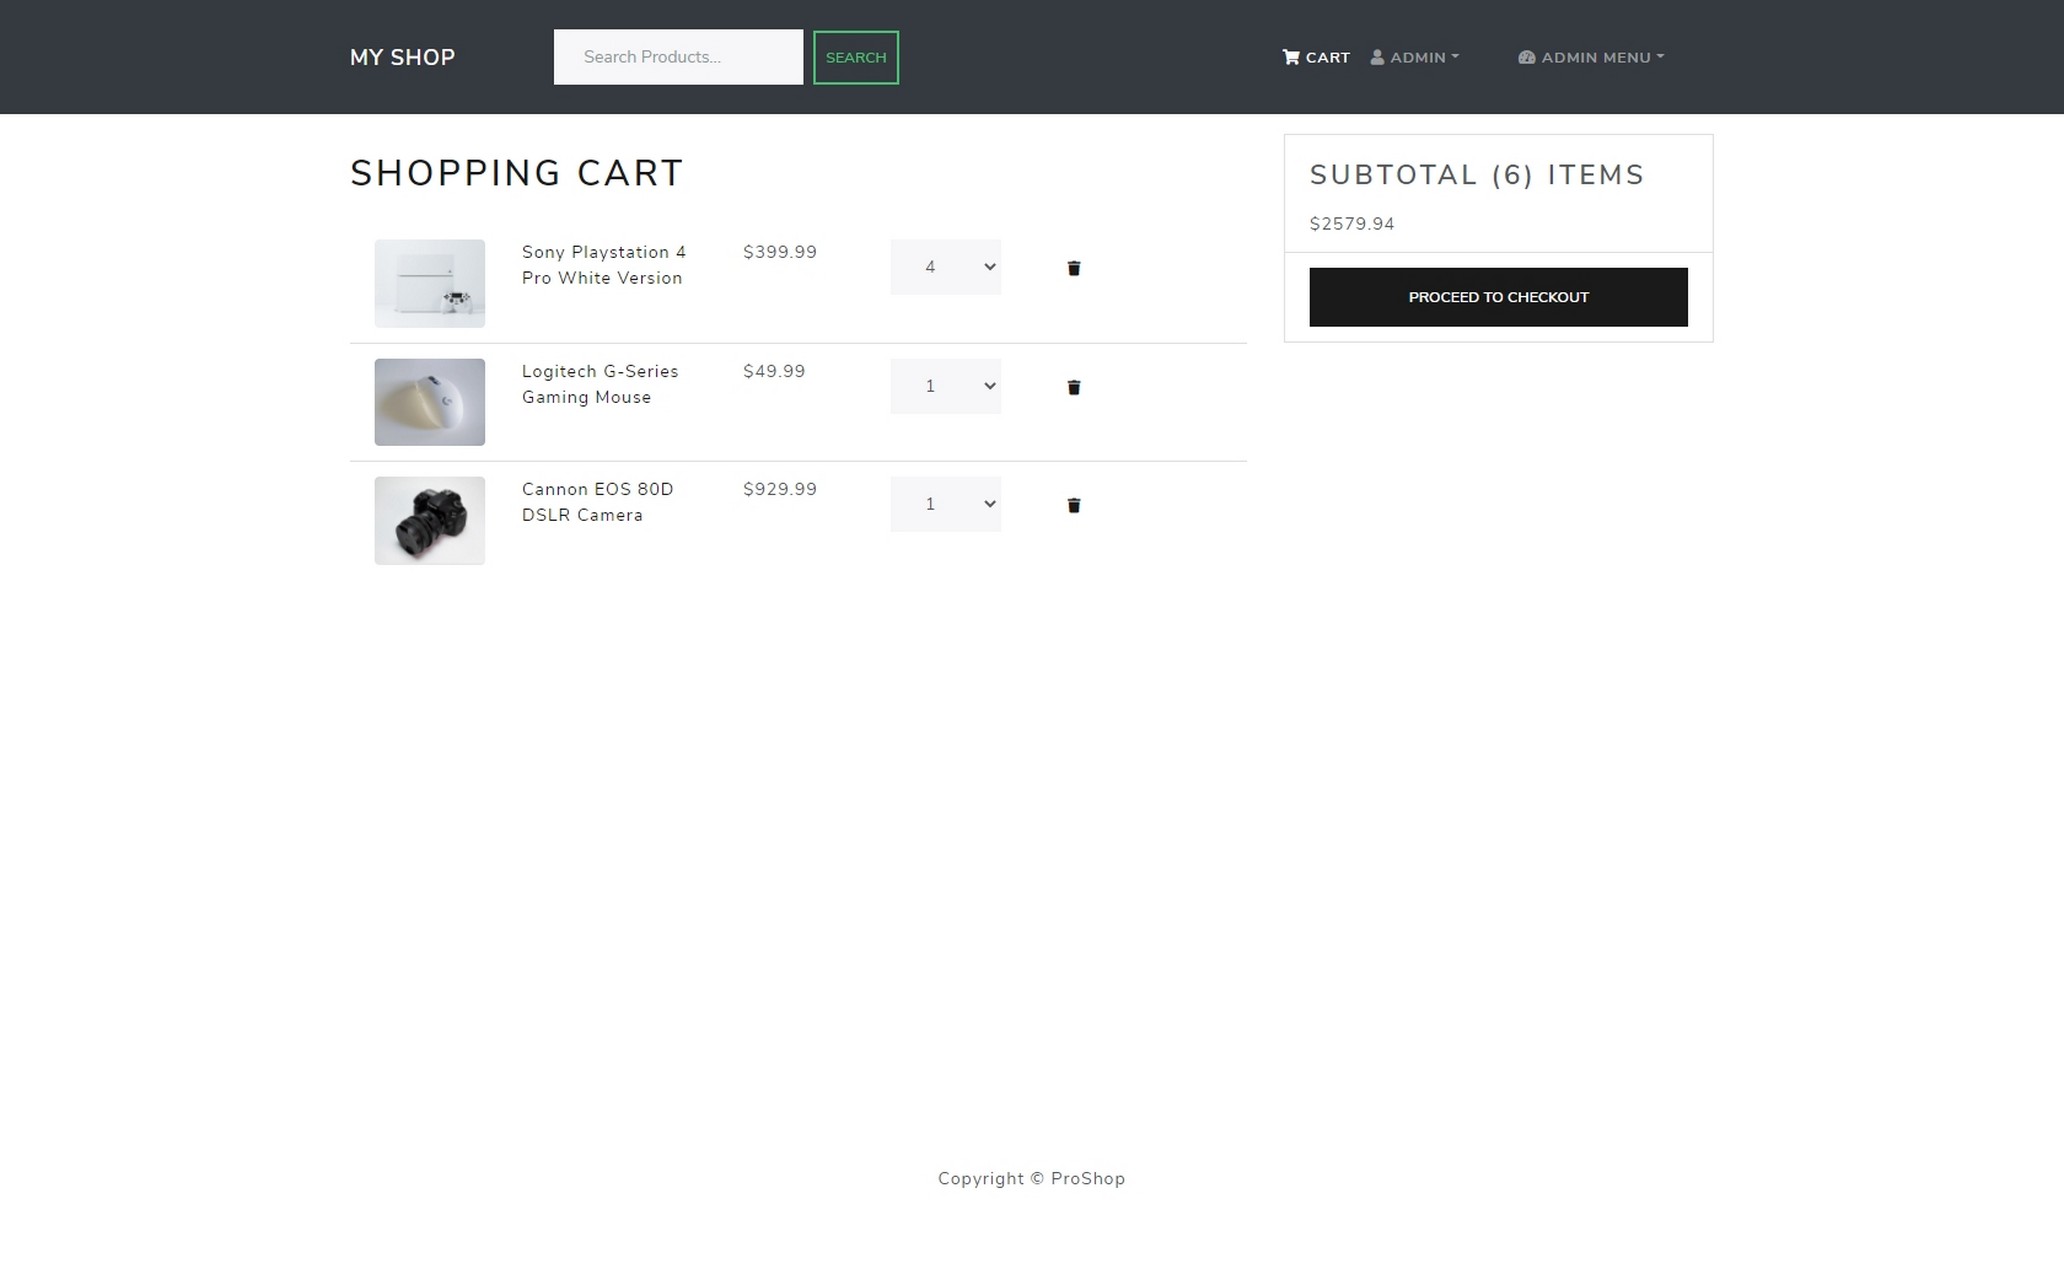 MY SHOP
Search Products...
SEARCH
CART
ADMIN
ADMIN MENU
SHOPPING CART
Sony Playstation 4
Pro White Version
$399.99
4
Logitech G-Series
Gaming Mouse
$49.99
1
Cannon EOS 80D
DSLR Camera
$929.99
1
SUBTOTAL (6) ITEMS
$2579.94
PROCEED TO CHECKOUT
Copyright © ProShop